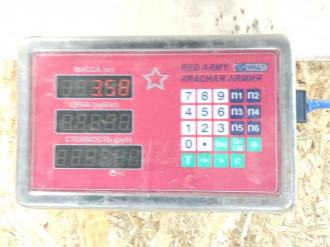 МАССА (кг)
3.58
RED ARMY
КРАСНАЯ АРМИЯ
ЦЕНА (руб/кг)
СТОИМОСТЬ (руб)
7 8 9 П1 П2
4 5 6 П3 П4
1 2 3 П5 П6
0 •
T + C